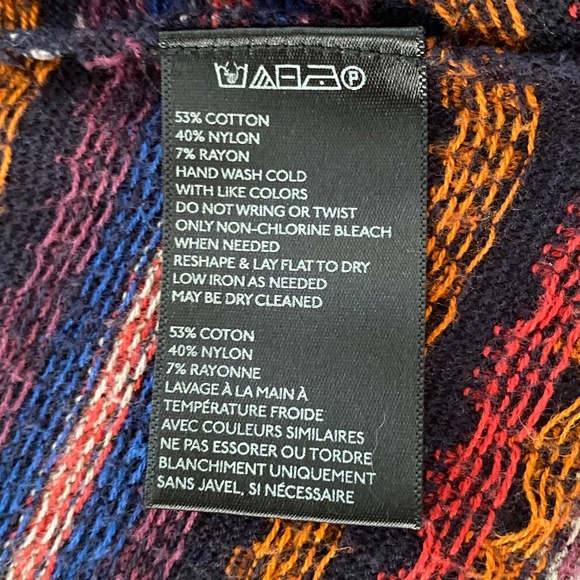 P
53% COTTON
40% NYLON
7% RAYON
HAND WASH COLD
WITH LIKE COLORS
DO NOT WRING OR TWIST
ONLY NON-CHLORINE BLEACH
WHEN NEEDED
RESHAPE & LAY FLAT TO DRY
LOW IRON AS NEEDED
MAY BE DRY CLEANED
53% COTON
40% NYLON
7% RAYONNE
LAVAGE À LA MAIN À
TEMPÉRATURE FROIDE
AVEC COULEURS SIMILAIRES
NE PAS ESSORER OU TORDRE
BLANCHIMENT UNIQUEMENT
SANS JAVEL, SI NÉCESSAIRE